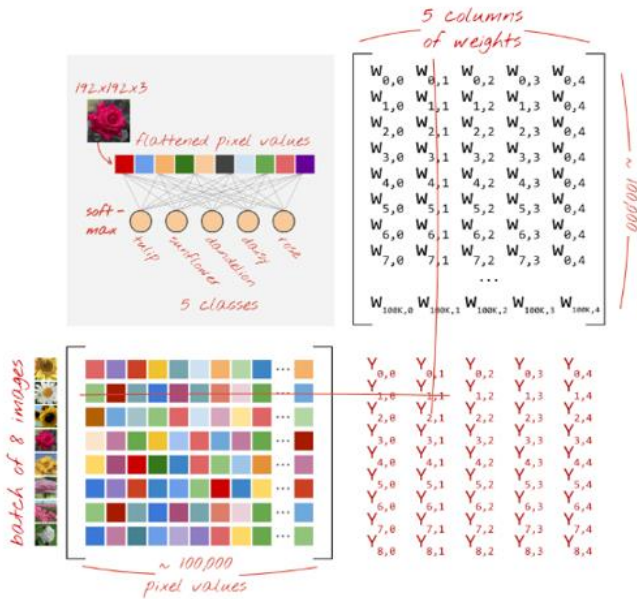 192x192x3
flattened pixel values
soft-
max
tulip
sunflower
dandelion
daisy
rose
5 classes
5 columns
of weights
W0,0 W0,1 W0,2 W0,3 W0,4
W1,0 W1,1 W1,2 W1,3 W0,4
W2,0 W2,1 W2,2 W2,3 W0,4
W3,0 W3,1 W3,2 W3,3 W0,4
W4,0 W4,1 W4,2 W4,3 W0,4
W5,0 W5,1 W5,2 W5,3 W0,4
W6,0 W6,1 W6,2 W6,3 W0,4
W7,0 W7,1 W7,2 W7,3 W0,4
...
W100K,0 W100K,1 W100K,2 W100K,3 W100K,4
~ 100,000
batch of 8 images
...
...
...
...
...
...
...
...
~ 100,000
pixel values
Y0,0 Y0,1 Y0,2 Y0,3 Y0,4
Y1,0 Y1,1 Y1,2 Y1,3 Y1,4
Y2,0 Y2,1 Y2,2 Y2,3 Y2,4
Y3,0 Y3,1 Y3,2 Y3,3 Y3,4
Y4,0 Y4,1 Y4,2 Y4,3 Y4,4
Y5,0 Y5,1 Y5,2 Y5,3 Y5,4
Y6,0 Y6,1 Y6,2 Y6,3 Y6,4
Y7,0 Y7,1 Y7,2 Y7,3 Y7,4
Y8,0 Y8,1 Y8,2 Y8,3 Y8,4